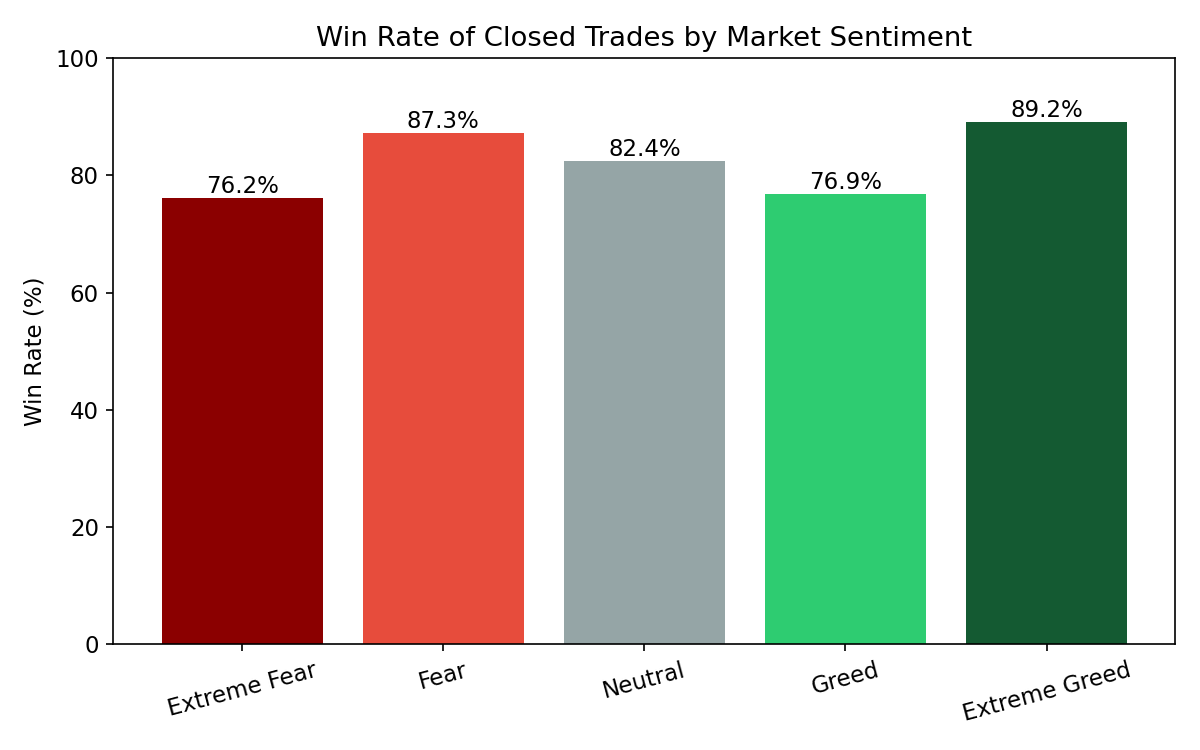 Win Rate of Closed Trades by Market Sentiment
Win Rate (%)
100
80
60
40
20
0
76.2%
87.3%
82.4%
76.9%
89.2%
Extreme Fear
Fear
Neutral
Greed
Extreme Greed